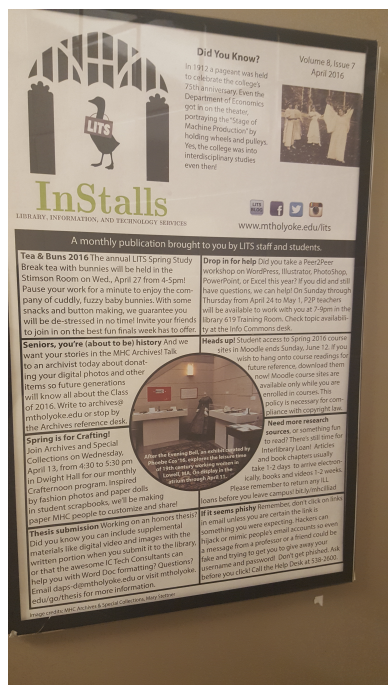 Did You Know?
In 1912 a pageant was held
to celebrate the college's
75th anniversary. Even the
Department of Economics
got in on the theater,
portraying the "Stage of
Machine Production" by
holding wheels and pulleys.
Yes, the college was into
interdisciplinary studies
even then!
Volume 8, Issue 7
April 2016
LITS
InStalls
LIBRARY, INFORMATION, AND TECHNOLOGY SERVICES
www.mtholyoke.edu/lits
A monthly publication brought to you by LITS staff and students.
Tea & Buns 2016 The annual LITS Spring Study
Break tea with bunnies will be held in the
Stimson Room on Wed., April 27 from 4-5pm!
Pause your work for a minute to enjoy the com-
pany of cuddly, fuzzy baby bunnies. With some
snacks and button making, we guarantee you
will be de-stressed in no time! Invite your friends
to join in on the best fun finals week has to offer.
Seniors, you're (about to be) history And we
want your stories in the MHC Archives! Talk
to an archivist today about donat-
ing your digital photos and other
items so future generations
will know all about the Class
of 2016. Write to archives@
mtholyoke.edu or stop by
the Archives reference desk.
Spring is for Crafting!
Join Archives and Special
Collections on Wednesday,
April 13, from 4:30 to 5:30 pm
in Dwight Hall for our monthly
Crafternoon program. Inspired
by fashion photos and paper dolls
in student scrapbooks, we'll be making
paper MHC people to customize and share!
Thesis submission Working on an honors thesis?
Did you know you can include supplemental
materials like digital video and images with the
written portion when you submit it to the library,
or that the awesome IC Tech Consultants can
help you with Word Doc formatting? Questions?
Email daps-d@mtholyoke.edu or visit mtholyoke.
edu/go/thesis for more information.
Image credits: MHC Archives & Special Collections, Mary Stettner
Drop in for help Did you take a Peer2Peer
workshop on WordPress, Illustrator, PhotoShop,
PowerPoint, or Excel this year? If you did and still
have questions, we can help! On Sunday through
Thursday from April 24 to May 1, P2P teachers
will be available to work with you at 7-9pm in the
library 619 Training Room. Check topic availabili-
ty at the Info Commons desk.
Heads up! Student access to Spring 2016 course
sites in Moodle ends Sunday, June 12. If you
wish to hang onto course readings for
future reference, download them
now! Moodle course sites are
available only while you are
enrolled in courses. This
policy is necessary for com-
pliance with copyright law.
After the Evening Bell, an exhibit curated by
Phoebe Cos '16, explores the leisure time
of 19th century working women in
Lowell, MA. On display in the
atrium through April 11.
Need more research
sources, or something fun
to read? There's still time for
Interlibrary Loan! Articles
and book chapters usually
take 1-2 days to arrive electron-
ically; books and videos 1-2 weeks.
Please remember to return any ILL
loans before you leave campus! bit.ly/mhcillad
If it seems phishy Remember, don't click on links
in email unless you are certain the link is
something you were expecting. Hackers can
hijack or mimic people's email accounts so even
a message from a professor or a friend could be
fake and trying to get you to give away your
username and password! Don't get phished. Ask
before you click! Call the Help Desk at 538-2600.